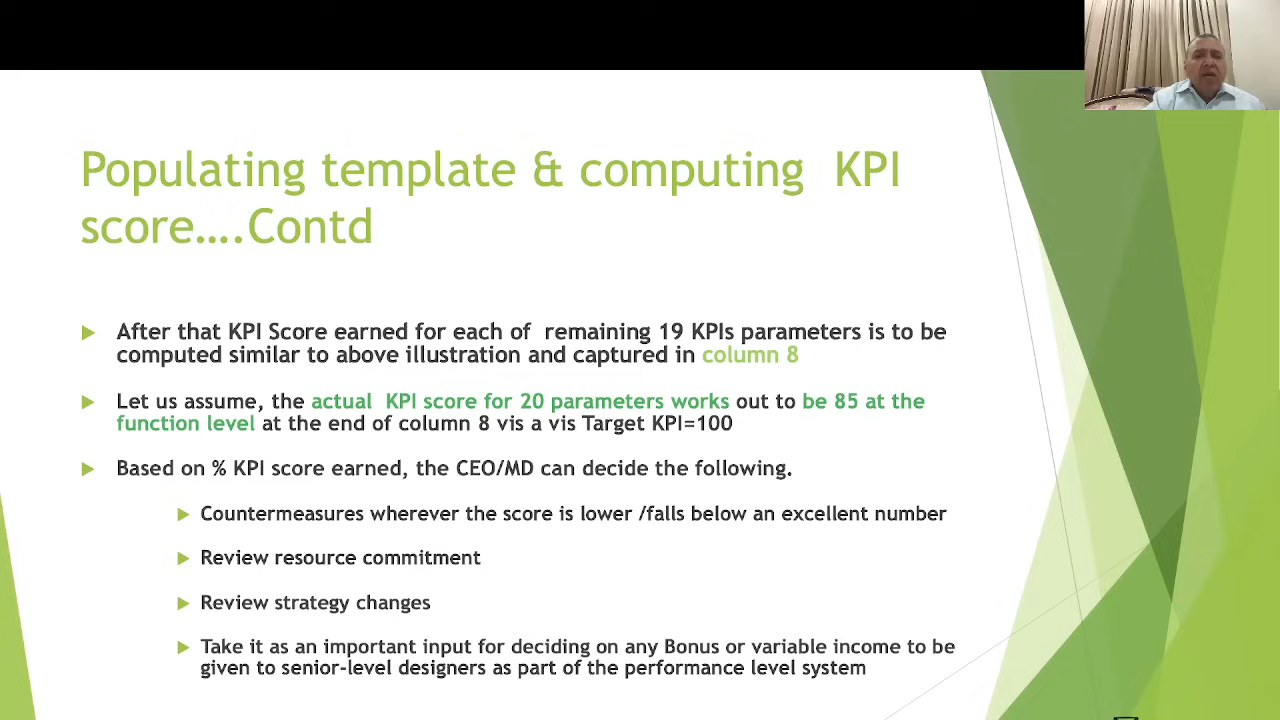 Populating template & computing  KPI
score....Contd
After that KPI Score earned for each of  remaining 19 KPIs parameters is to be
computed similar to above illustration and captured in column 8
Let us assume, the actual  KPI score for 20 parameters works out to be 85 at the
function level at the end of column 8 vis a vis Target KPI=100
Based on % KPI score earned, the CEO/MD can decide the following.
Countermeasures wherever the score is lower /falls below an excellent number
Review resource commitment
Review strategy changes
Take it as an important input for deciding on any Bonus or variable income to be
given to senior-level designers as part of the performance level system